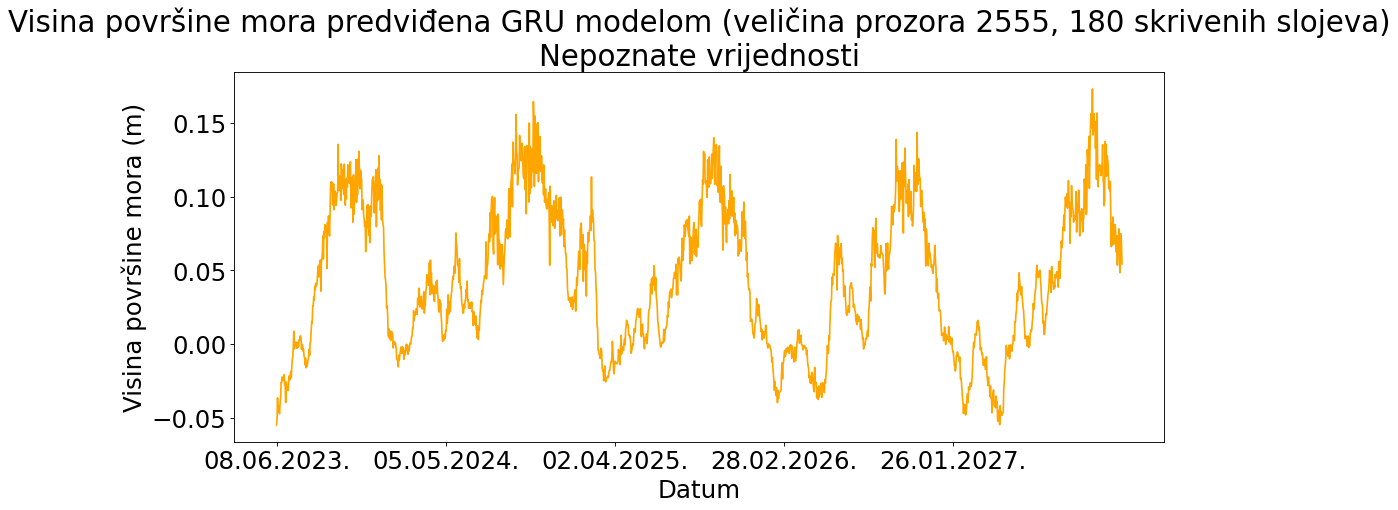 Visina površine mora predviđena GRU modelom (veličina prozora 2555, 180 skrivenih slojeva)
Nepoznate vrijednosti
Visina površine mora (m)
0.15
0.10
0.05
0.00
−0.05
08.06.2023. 05.05.2024. 02.04.2025. 28.02.2026. 26.01.2027.
Datum